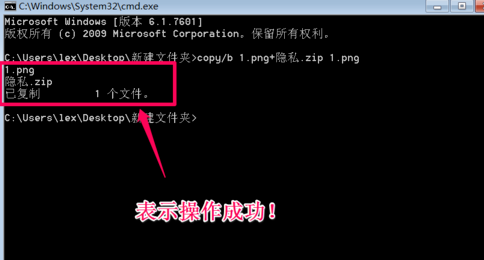 C:\Windows\System32\cmd.exe
Microsoft Windows [版本 6.1.7601]
版权所有 (c) 2009 Microsoft Corporation。保留所有权利。
C:\Users\lex\Desktop\新建文件夹>copy/b 1.png+隐私.zip 1.png
1.png
隐私.zip
已复制         1 个文件。
C:\Users\lex\Desktop\新建文件夹>
表示操作成功!